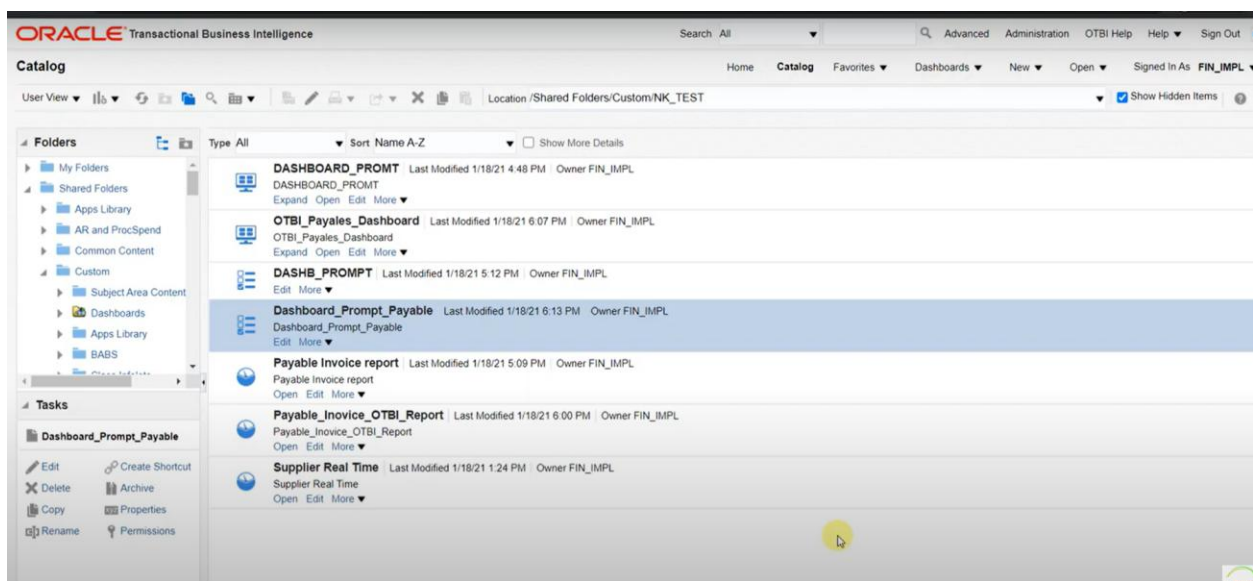 ORACLE Transactional Business Intelligence Search All Advanced Administration OTBI Help Help Sign Out
Catalog Home Catalog Favorites Dashboards New Open Signed In As FIN_IMPL
User View Location /Shared Folders/Custom/NK_TEST Show Hidden Items
Folders Type All Sort Name A-Z Show More Details
My Folders
Shared Folders
Apps Library
AR and ProcSpend
Common Content
Custom
Subject Area Content
Dashboards
Apps Library
BABS
Tasks
Dashboard_Prompt_Payable
Edit Create Shortcut
Delete Archive
Copy Properties
Rename Permissions
DASHBOARD_PROMT Last Modified 1/18/21 4:48 PM Owner FIN_IMPL
DASHBOARD_PROMT
Expand Open Edit More
OTBI_Payales_Dashboard Last Modified 1/18/21 6:07 PM Owner FIN_IMPL
OTBI_Payales_Dashboard
Expand Open Edit More
DASHB_PROMPT Last Modified 1/18/21 5:12 PM Owner FIN_IMPL
Edit More
Dashboard_Prompt_Payable Last Modified 1/18/21 6:13 PM Owner FIN_IMPL
Dashboard_Prompt_Payable
Edit More
Payable Invoice report Last Modified 1/18/21 5:09 PM Owner FIN_IMPL
Payable Invoice report
Open Edit More
Payable_Inovice_OTBI_Report Last Modified 1/18/21 6:00 PM Owner FIN_IMPL
Payable_Inovice_OTBI_Report
Open Edit More
Supplier Real Time Last Modified 1/18/21 1:24 PM Owner FIN_IMPL
Supplier Real Time
Open Edit More